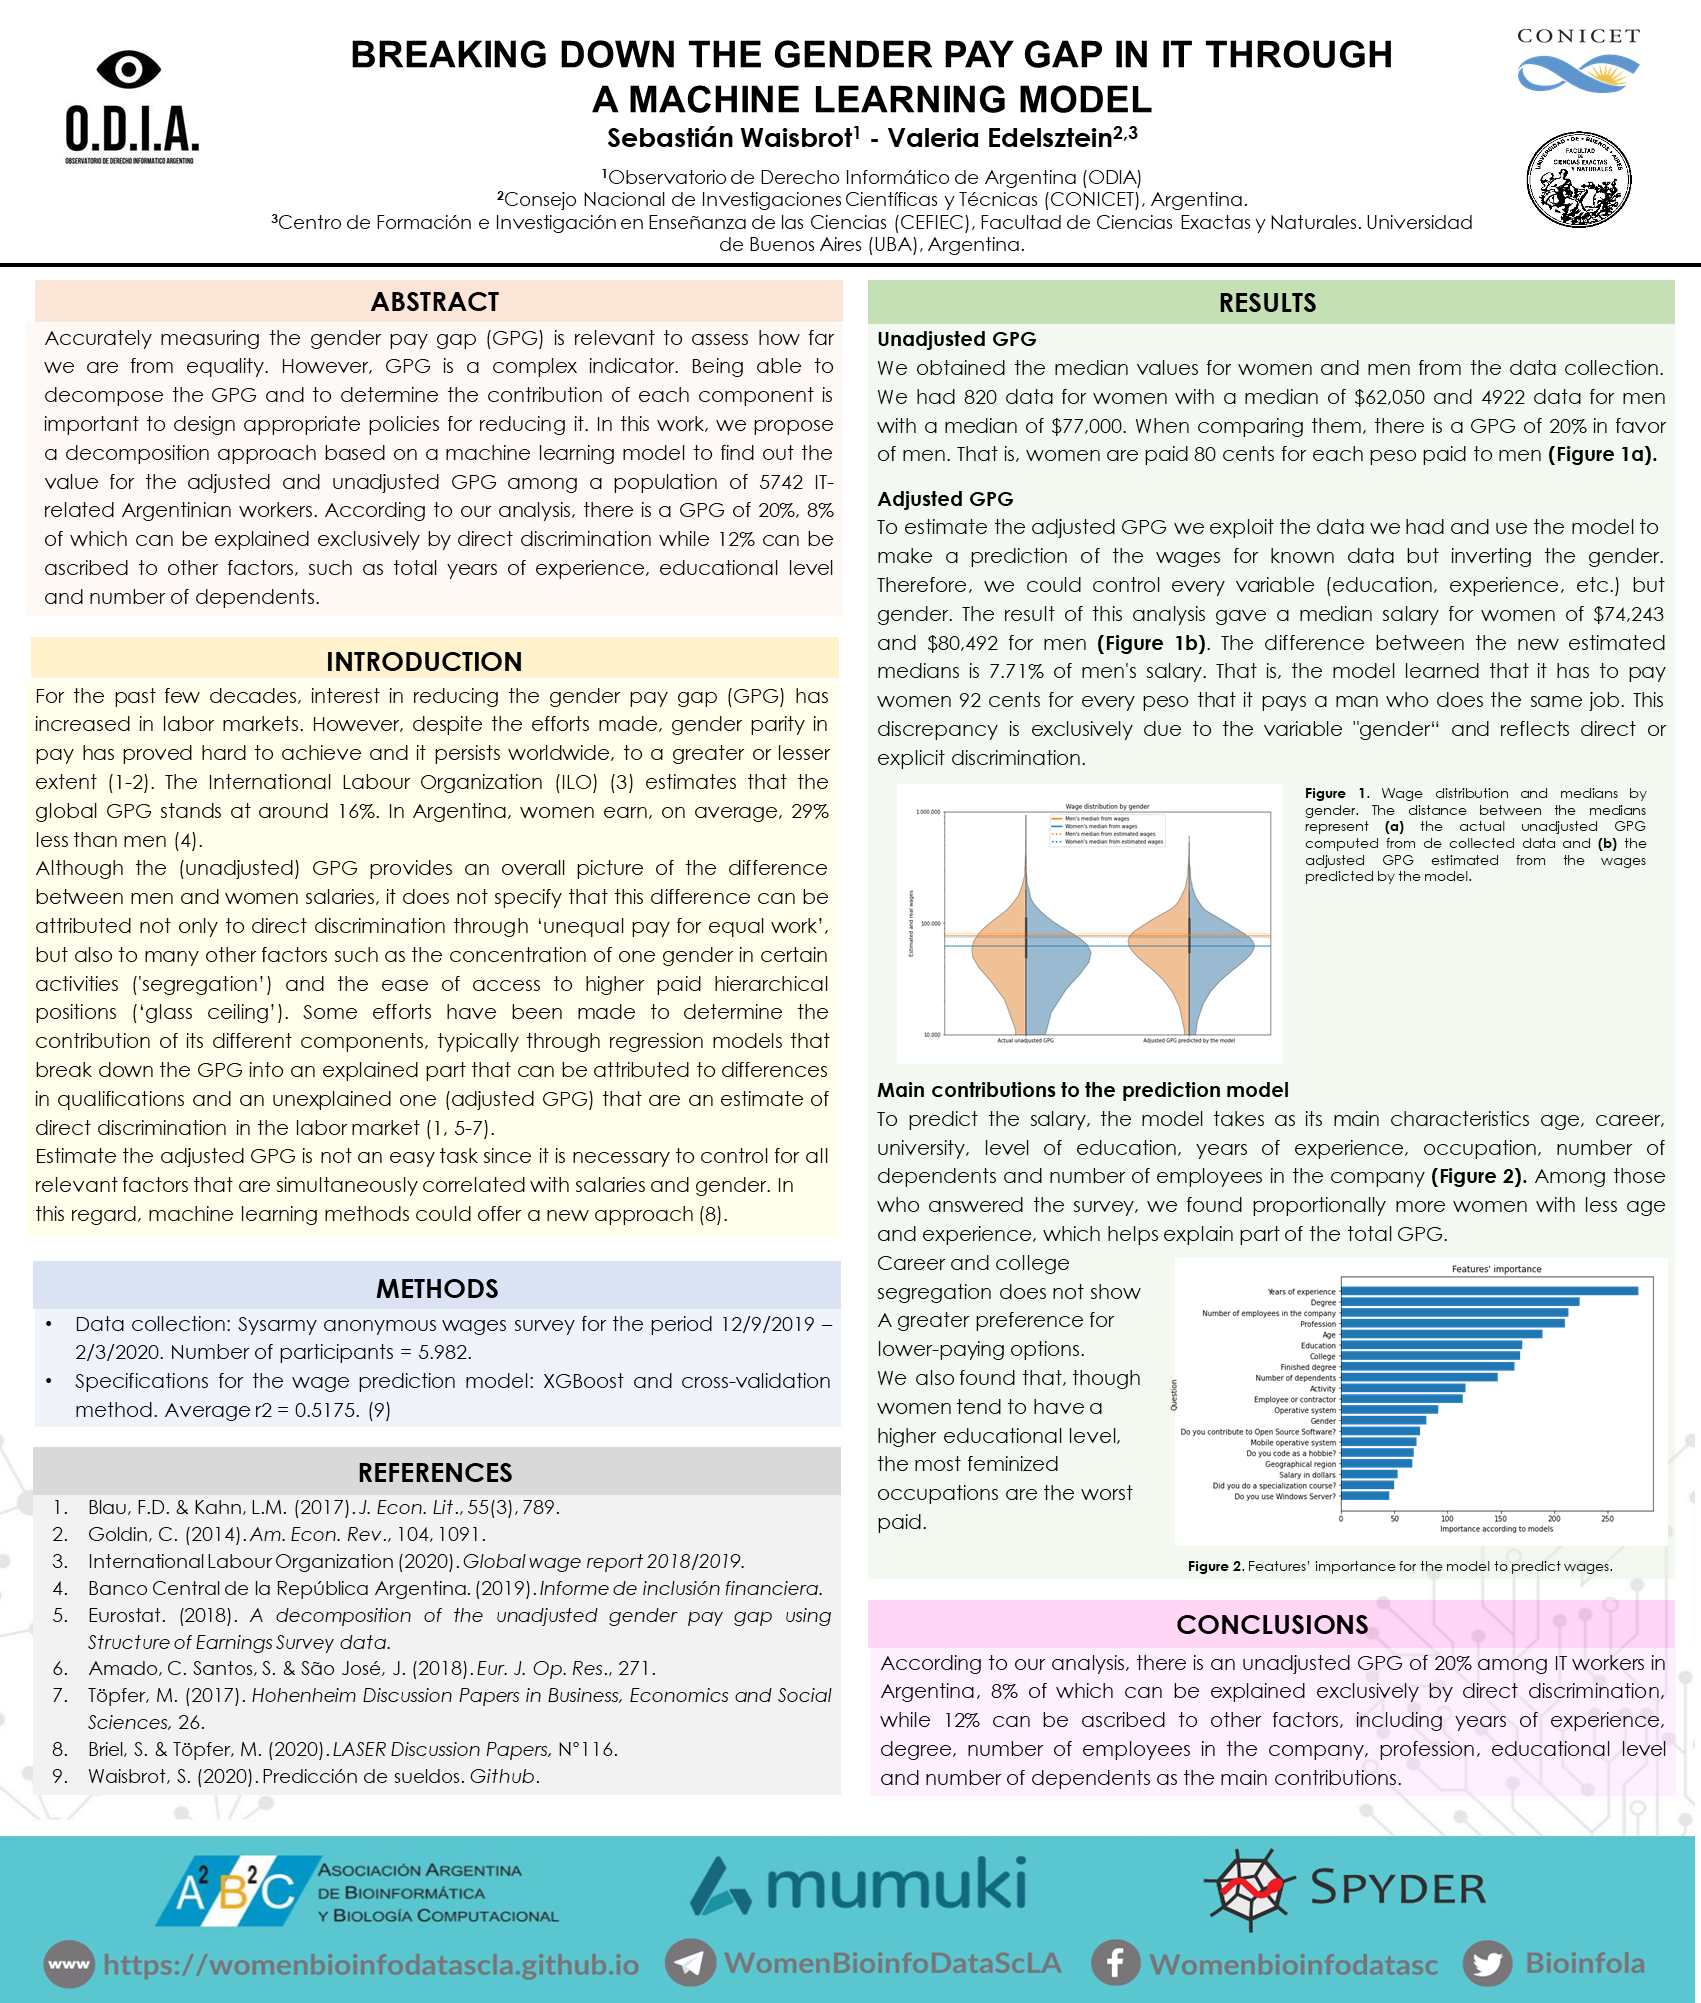 O.D.I.A.
OBSERVATORIO DE DERECHO INFORMATICO ARGENTINO
BREAKING DOWN THE GENDER PAY GAP IN IT THROUGH
A MACHINE LEARNING MODEL
Sebastián Waisbrot¹ - Valeria Edelsztein²,³
¹Observatorio de Derecho Informático de Argentina (ODIA)
²Consejo Nacional de Investigaciones Científicas y Técnicas (CONICET), Argentina.
³Centro de Formación e Investigación en Enseñanza de las Ciencias (CEFIEC), Facultad de Ciencias Exactas y Naturales. Universidad
de Buenos Aires (UBA), Argentina.
CONICET
UNIVERSIDAD DE BUENOS AIRES
FACULTAD
DE
CIENCIAS EXACTAS
Y NATURALES
ABSTRACT
Accurately measuring the gender pay gap (GPG) is relevant to assess how far
we are from equality. However, GPG is a complex indicator. Being able to
decompose the GPG and to determine the contribution of each component is
important to design appropriate policies for reducing it. In this work, we propose
a decomposition approach based on a machine learning model to find out the
value for the adjusted and unadjusted GPG among a population of 5742 IT-
related Argentinian workers. According to our analysis, there is a GPG of 20%, 8%
of which can be explained exclusively by direct discrimination while 12% can be
ascribed to other factors, such as total years of experience, educational level
and number of dependents.
INTRODUCTION
For the past few decades, interest in reducing the gender pay gap (GPG) has
increased in labor markets. However, despite the efforts made, gender parity in
pay has proved hard to achieve and it persists worldwide, to a greater or lesser
extent (1-2). The International Labour Organization (ILO) (3) estimates that the
global GPG stands at around 16%. In Argentina, women earn, on average, 29%
less than men (4).
Although the (unadjusted) GPG provides an overall picture of the difference
between men and women salaries, it does not specify that this difference can be
attributed not only to direct discrimination through ‘unequal pay for equal work’,
but also to many other factors such as the concentration of one gender in certain
activities ('segregation’) and the ease of access to higher paid hierarchical
positions (‘glass ceiling’). Some efforts have been made to determine the
contribution of its different components, typically through regression models that
break down the GPG into an explained part that can be attributed to differences
in qualifications and an unexplained one (adjusted GPG) that are an estimate of
direct discrimination in the labor market (1, 5-7).
Estimate the adjusted GPG is not an easy task since it is necessary to control for all
relevant factors that are simultaneously correlated with salaries and gender. In
this regard, machine learning methods could offer a new approach (8).
METHODS
• Data collection: Sysarmy anonymous wages survey for the period 12/9/2019 –
2/3/2020. Number of participants = 5.982.
• Specifications for the wage prediction model: XGBoost and cross-validation
method. Average r2 = 0.5175. (9)
REFERENCES
1. Blau, F.D. & Kahn, L.M. (2017). J. Econ. Lit., 55(3), 789.
2. Goldin, C. (2014). Am. Econ. Rev., 104, 1091.
3. International Labour Organization (2020). Global wage report 2018/2019.
4. Banco Central de la República Argentina. (2019). Informe de inclusión financiera.
5. Eurostat. (2018). A decomposition of the unadjusted gender pay gap using
Structure of Earnings Survey data.
6. Amado, C. Santos, S. & São José, J. (2018). Eur. J. Op. Res., 271.
7. Töpfer, M. (2017). Hohenheim Discussion Papers in Business, Economics and Social
Sciences, 26.
8. Briel, S. & Töpfer, M. (2020). LASER Discussion Papers, N°116.
9. Waisbrot, S. (2020). Predicción de sueldos. Github.
RESULTS
Unadjusted GPG
We obtained the median values for women and men from the data collection.
We had 820 data for women with a median of $62,050 and 4922 data for men
with a median of $77,000. When comparing them, there is a GPG of 20% in favor
of men. That is, women are paid 80 cents for each peso paid to men (Figure 1a).
Adjusted GPG
To estimate the adjusted GPG we exploit the data we had and use the model to
make a prediction of the wages for known data but inverting the gender.
Therefore, we could control every variable (education, experience, etc.) but
gender. The result of this analysis gave a median salary for women of $74,243
and $80,492 for men (Figure 1b). The difference between the new estimated
medians is 7.71% of men's salary. That is, the model learned that it has to pay
women 92 cents for every peso that it pays a man who does the same job. This
discrepancy is exclusively due to the variable "gender“ and reflects direct or
explicit discrimination.
Wage distribution by gender
Men's median from wages
Women's median from wages
Men's median from estimated wages
Women's median from estimated wages
1.000.000
100.000
10.000
Estimated and real wages
Actual unadjusted GPG
Adjusted GPG predicted by the model
Figure 1. Wage distribution and medians by
gender. The distance between the medians
represent (a) the actual unadjusted GPG
computed from de collected data and (b) the
adjusted GPG estimated from the wages
predicted by the model.
Main contributions to the prediction model
To predict the salary, the model takes as its main characteristics age, career,
university, level of education, years of experience, occupation, number of
dependents and number of employees in the company (Figure 2). Among those
who answered the survey, we found proportionally more women with less age
and experience, which helps explain part of the total GPG.
Career and college
segregation does not show
A greater preference for
lower-paying options.
We also found that, though
women tend to have a
higher educational level,
the most feminized
occupations are the worst
paid.
Features' importance
Question
Years of experience
Degree
Number of employees in the company
Profession
Age
Education
College
Finished degree
Number of dependents
Activity
Employee or contractor
Operative system
Gender
Do you contribute to Open Source Software?
Mobile operative system
Do you code as a hobbie?
Geographical region
Salary in dollars
Did you do a specialization course?
Do you use Windows Server?
0 50 100 150 200 250
Importance according to models
Figure 2. Features’ importance for the model to predict wages.
CONCLUSIONS
According to our analysis, there is an unadjusted GPG of 20% among IT workers in
Argentina, 8% of which can be explained exclusively by direct discrimination,
while 12% can be ascribed to other factors, including years of experience,
degree, number of employees in the company, profession, educational level
and number of dependents as the main contributions.
A²B²C
ASOCIACIÓN ARGENTINA
DE BIOINFORMÁTICA
Y BIOLOGÍA COMPUTACIONAL
mumuki
SPYDER
www https://womenbioinfodatascla.github.io
WomenBioinfoDataScLA
Womenbioinfodatasc
Bioinfola